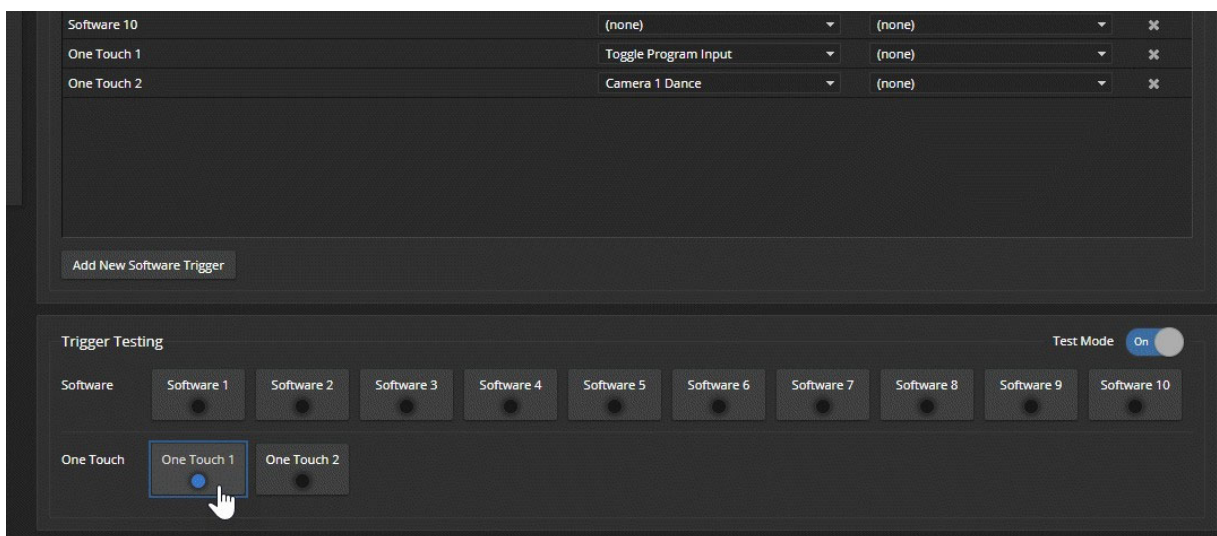 Software 10 (none) (none)
One Touch 1 Toggle Program Input (none)
One Touch 2 Camera 1 Dance (none)
Add New Software Trigger
Trigger Testing Test Mode On
Software Software 1 Software 2 Software 3 Software 4 Software 5 Software 6 Software 7 Software 8 Software 9 Software 10
One Touch One Touch 1 One Touch 2